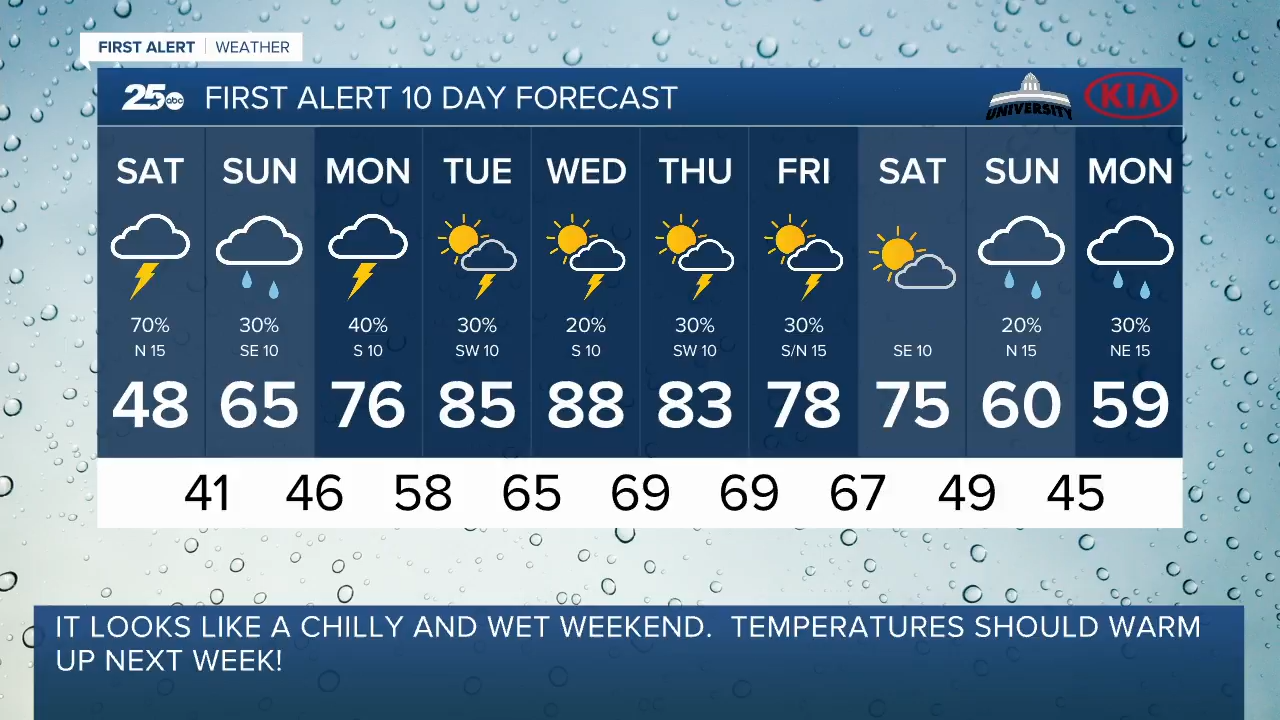 FIRST ALERT | WEATHER
25 abc FIRST ALERT 10 DAY FORECAST UNIVERSITY KIA
SAT SUN MON TUE WED THU FRI SAT SUN MON
70% 30% 40% 30% 20% 30% 30% 20% 30%
N 15 SE 10 S 10 SW 10 S 10 SW 10 S/N 15 SE 10 N 15 NE 15
48 65 76 85 88 83 78 75 60 59
41 46 58 65 69 69 67 49 45
IT LOOKS LIKE A CHILLY AND WET WEEKEND. TEMPERATURES SHOULD WARM
UP NEXT WEEK!